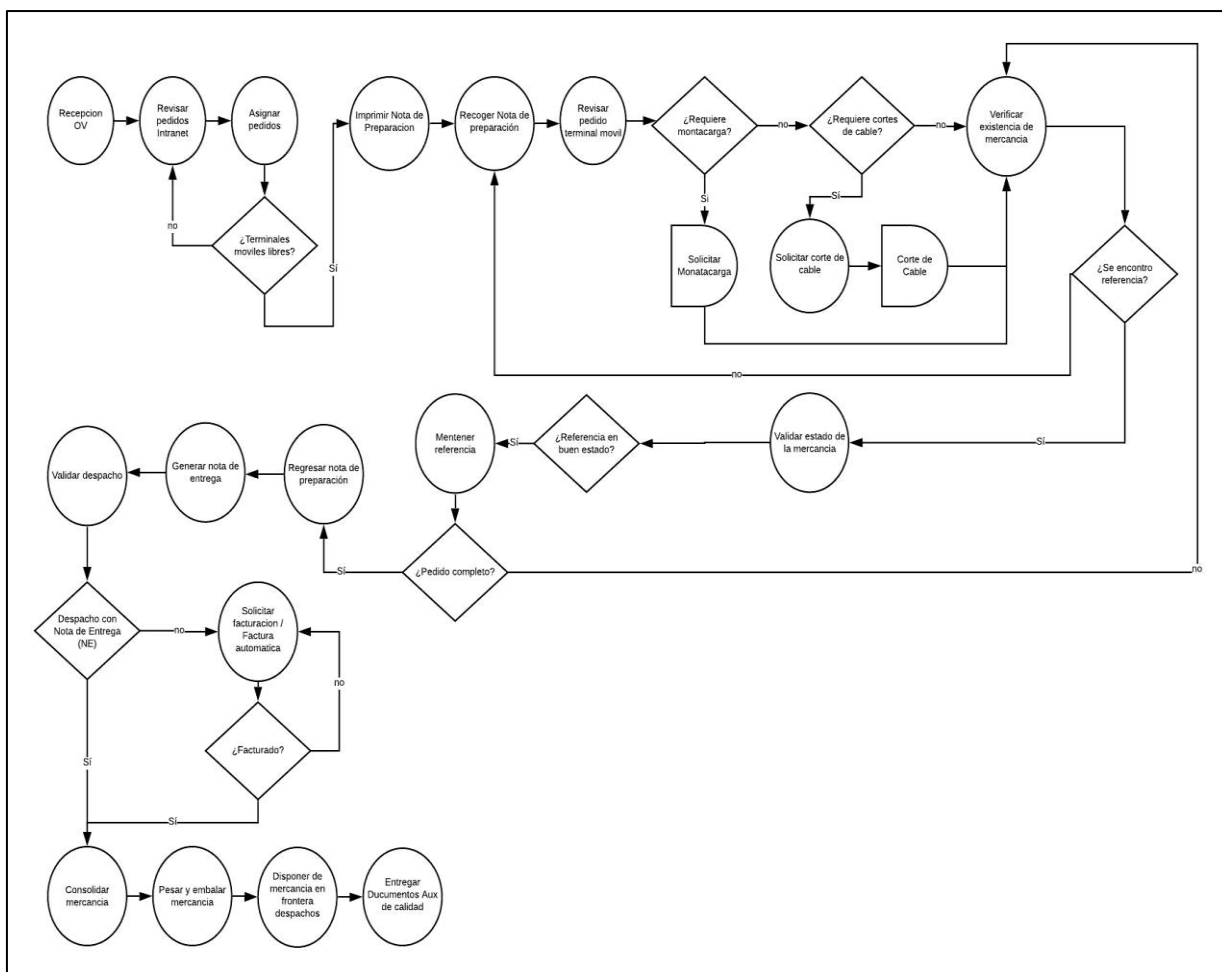 Recepcion
OV
Revisar
pedidos
Intranet
Asignar
pedidos
¿Terminales
moviles libres?
no
Sí
Imprimir Nota de
Preparacion
Recoger Nota de
preparación
Revisar
pedido
terminal movil
¿Requiere
montacarga?
no
Sí
¿Requiere cortes
de cable?
no
Sí
Verificar
existencia de
mercancia
Solicitar
Monatacarga
Solicitar corte de
cable
Corte de
Cable
¿Se encontro
referencia?
no
Sí
Validar estado de
la mercancia
¿Referencia en
buen estado?
Sí
Mentener
referencia
¿Pedido completo?
no
Sí
Regresar nota de
preparación
Generar nota de
entrega
Validar despacho
Despacho con
Nota de Entrega
(NE)
no
Sí
Solicitar
facturacion /
Factura
automatica
¿Facturado?
no
Sí
Consolidar
mercancia
Pesar y embalar
mercancia
Disponer de
mercancia en
frontera
despachos
Entregar
Ducumentos Aux
de calidad